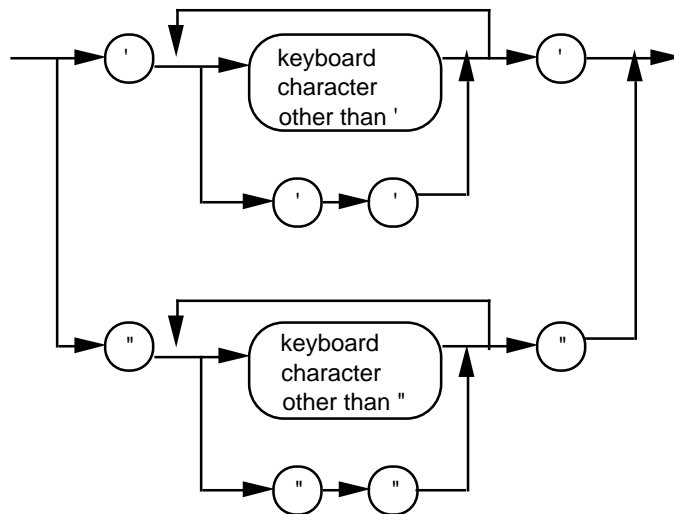 '
keyboard
character
other than '
'
' '
"
keyboard
character
other than "
"
" "